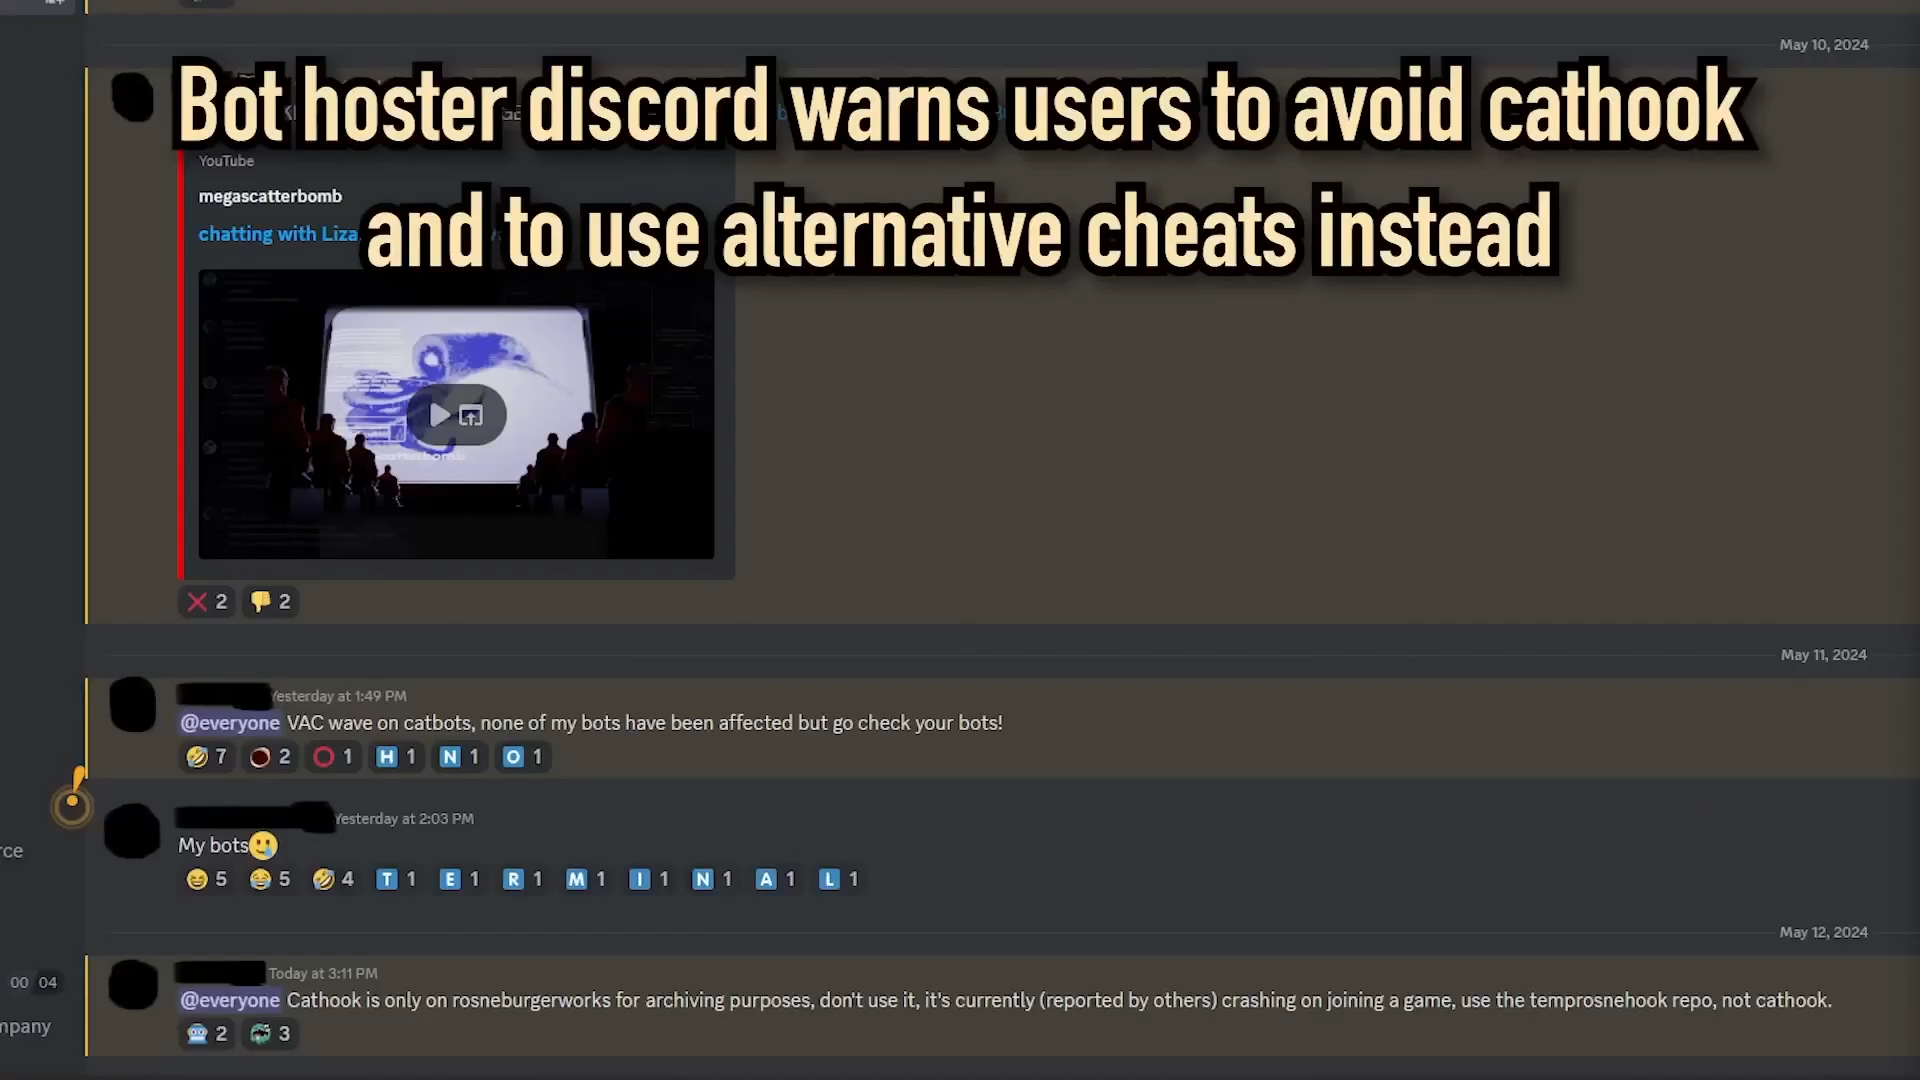 May 10, 2024
Bot hoster discord warns users to avoid cathook
YouTube
megascatterbomb
chatting with Liza
and to use alternative cheats instead
2 2
May 11, 2024
Yesterday at 1:49 PM
@everyone VAC wave on catbots, none of my bots have been affected but go check your bots!
7 2 1 H 1 N 1 O 1
Yesterday at 2:03 PM
My bots
rce
5 5 4 T 1 E 1 R 1 M 1 I 1 N 1 A 1 L 1
May 12, 2024
Today at 3:11 PM
00 04
@everyone Cathook is only on rosneburgerworks for archiving purposes, don't use it, it's currently (reported by others) crashing on joining a game, use the temprosnehook repo, not cathook.
mpany
2 3